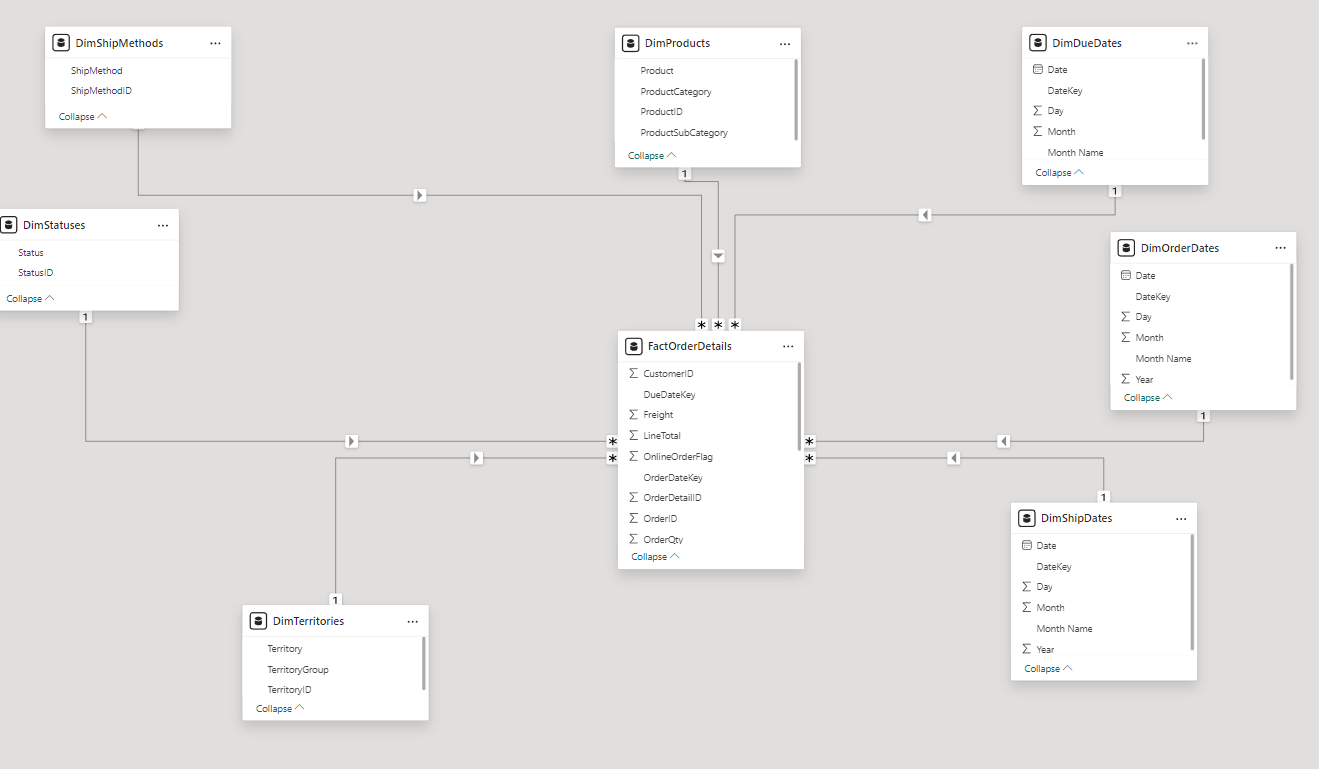 DimShipMethods
ShipMethod
ShipMethodID
Collapse
DimProducts
Product
ProductCategory
ProductID
ProductSubCategory
Collapse
1
DimDueDates
Date
DateKey
Day
Month
Month Name
Collapse
1
DimStatuses
Status
StatusID
Collapse
1
DimOrderDates
Date
DateKey
Day
Month
Month Name
Year
Collapse
1
FactOrderDetails
CustomerID
DueDateKey
Freight
LineTotal
OnlineOrderFlag
OrderDateKey
OrderDetailID
OrderID
OrderQty
Collapse
1
DimShipDates
Date
DateKey
Day
Month
Month Name
Year
Collapse
1
DimTerritories
Territory
TerritoryGroup
TerritoryID
Collapse